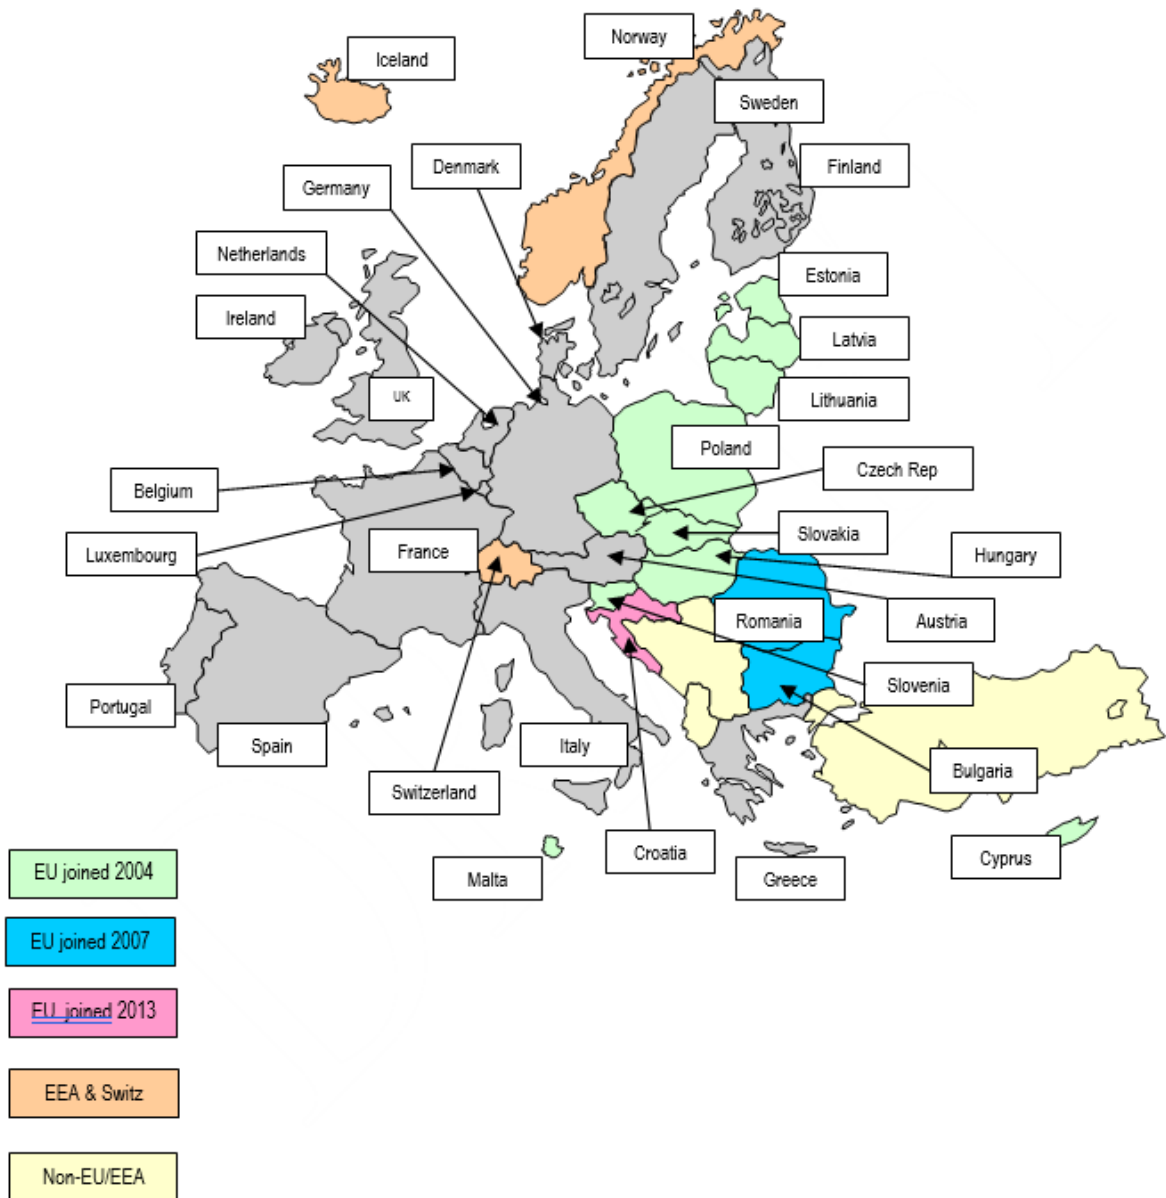 Norway
Iceland
Sweden
Denmark
Finland
Germany
Netherlands
Estonia
Ireland
Latvia
UK
Lithuania
Poland
Czech Rep
Belgium
Slovakia
Luxembourg
France
Hungary
Romania
Austria
Slovenia
Portugal
Spain
Italy
Bulgaria
Switzerland
Croatia
Cyprus
Malta
Greece
EU joined 2004
EU joined 2007
EU joined 2013
EEA & Switz
Non-EU/EEA